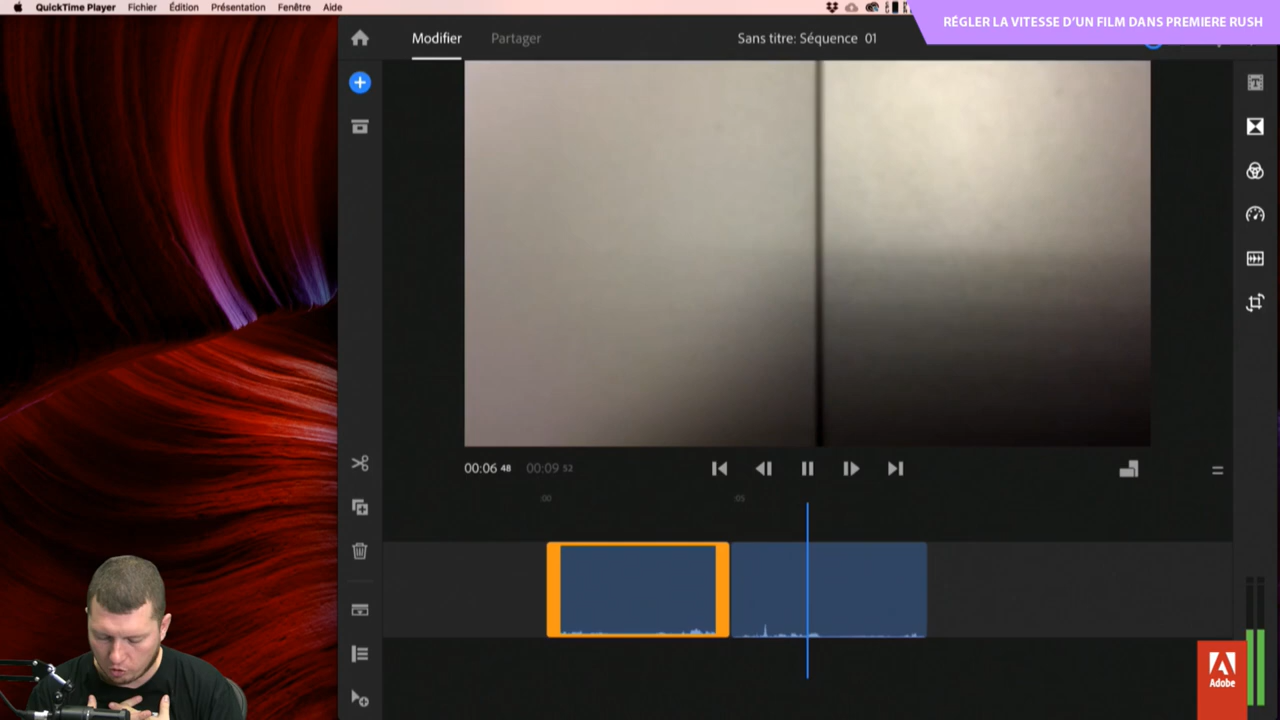 QuickTime Player Fichier Édition Présentation Fenêtre Aide
RÉGLER LA VITESSE D'UN FILM DANS PREMIERE RUSH
Modifier Partager Sans titre: Séquence 01
00:06 48 00:09 52
:00 :05
Adobe